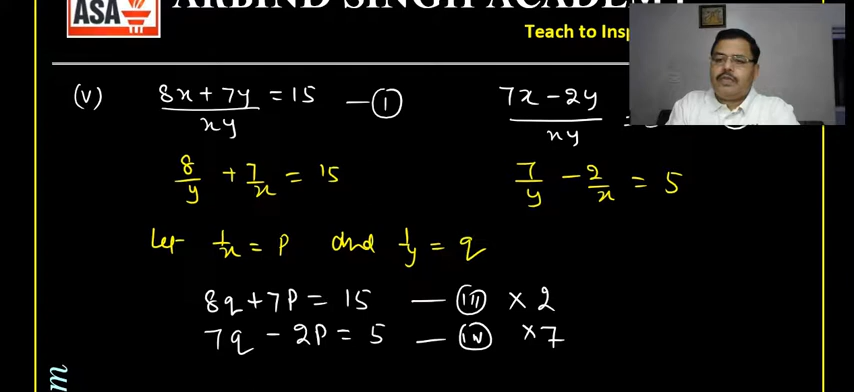 ASA
ARBIND SINGH ACADEMY
Teach to Insp
(v) 8x + 7y / xy = 15 — (I) 7x - 2y / xy =
8/y + 7/x = 15 7/y - 2/x = 5
Let 1/x = P and 1/y = q
8q + 7P = 15 — (III) × 2
7q - 2P = 5 — (IV) × 7
m